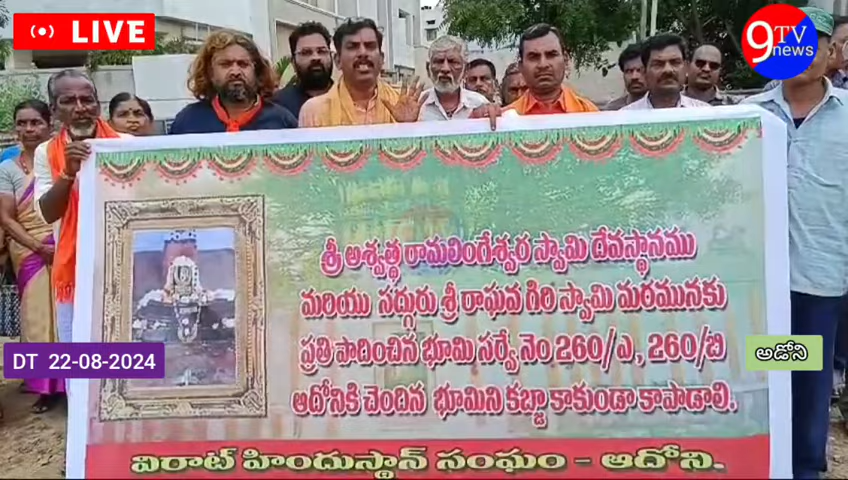 LIVE
9TV
news
శ్రీ అశ్వత్థ రామలింగేశ్వర స్వామి దేవస్థానము
మరియు సద్గురు శ్రీ రాఘవ గిరి స్వామి మఠమునకు
ప్రతిపాదించిన భూమి సర్వే నెం 260/ఎ, 260/బి
ఆదోనికి చెందిన భూమిని కబ్జా కాకుండా కాపాడాలి.
DT 22-08-2024
అడోని
విరాట్ హిందుస్థాన్ సంఘం - ఆదోని.